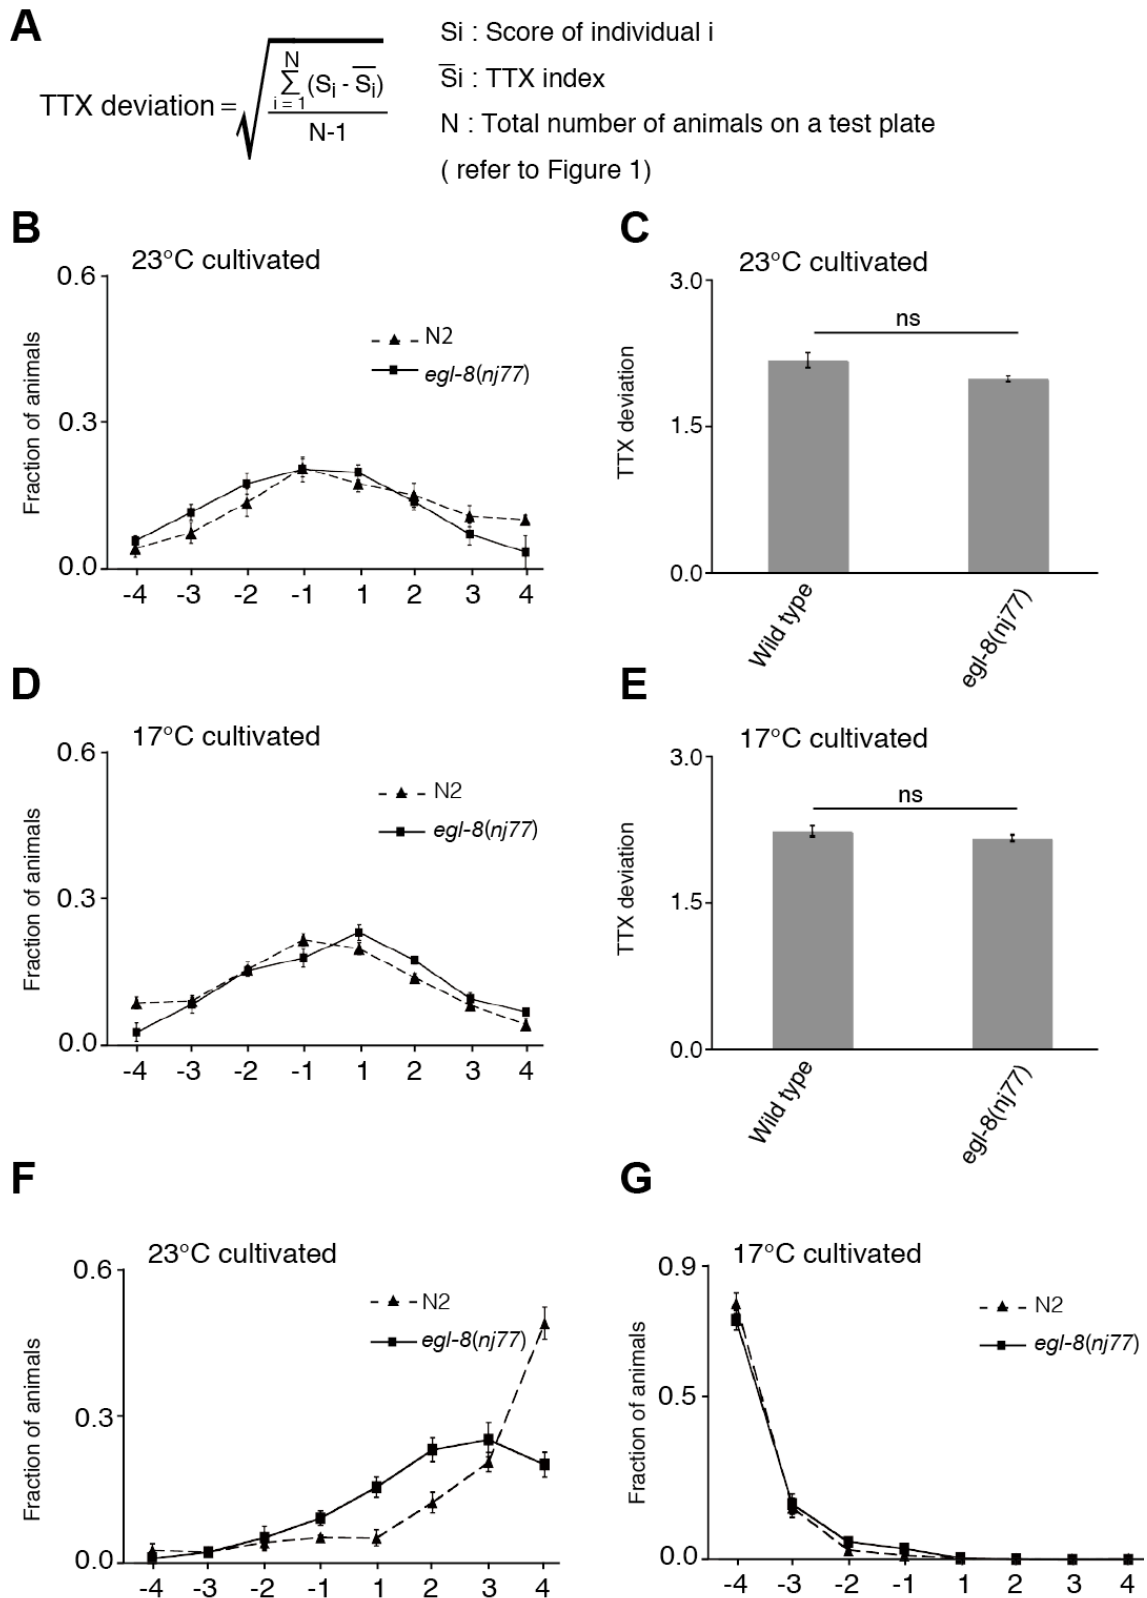 A
TTX deviation = √ N Σ i = 1 (Si - S̅i) N-1
Si : Score of individual i
S̅i : TTX index
N : Total number of animals on a test plate
( refer to Figure 1)
B
23°C cultivated
0.6
0.3
0.0
Fraction of animals
N2
egl-8(nj77)
-4 -3 -2 -1 1 2 3 4
C
23°C cultivated
3.0
1.5
0.0
TTX deviation
ns
Wild type
egl-8(nj77)
D
17°C cultivated
0.6
0.3
0.0
Fraction of animals
N2
egl-8(nj77)
-4 -3 -2 -1 1 2 3 4
E
17°C cultivated
3.0
1.5
0.0
TTX deviation
ns
Wild type
egl-8(nj77)
F
23°C cultivated
0.6
0.3
0.0
Fraction of animals
N2
egl-8(nj77)
-4 -3 -2 -1 1 2 3 4
G
17°C cultivated
0.9
0.5
0.0
Fraction of animals
N2
egl-8(nj77)
-4 -3 -2 -1 1 2 3 4